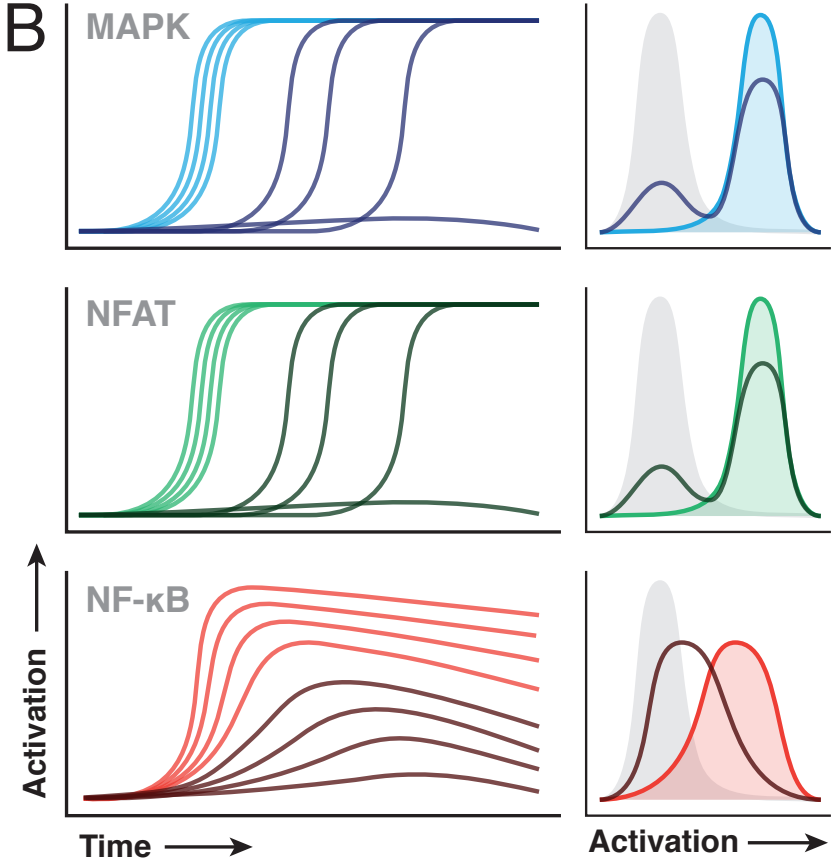 B
MAPK
NFAT
NF-κB
Activation
Time
Activation